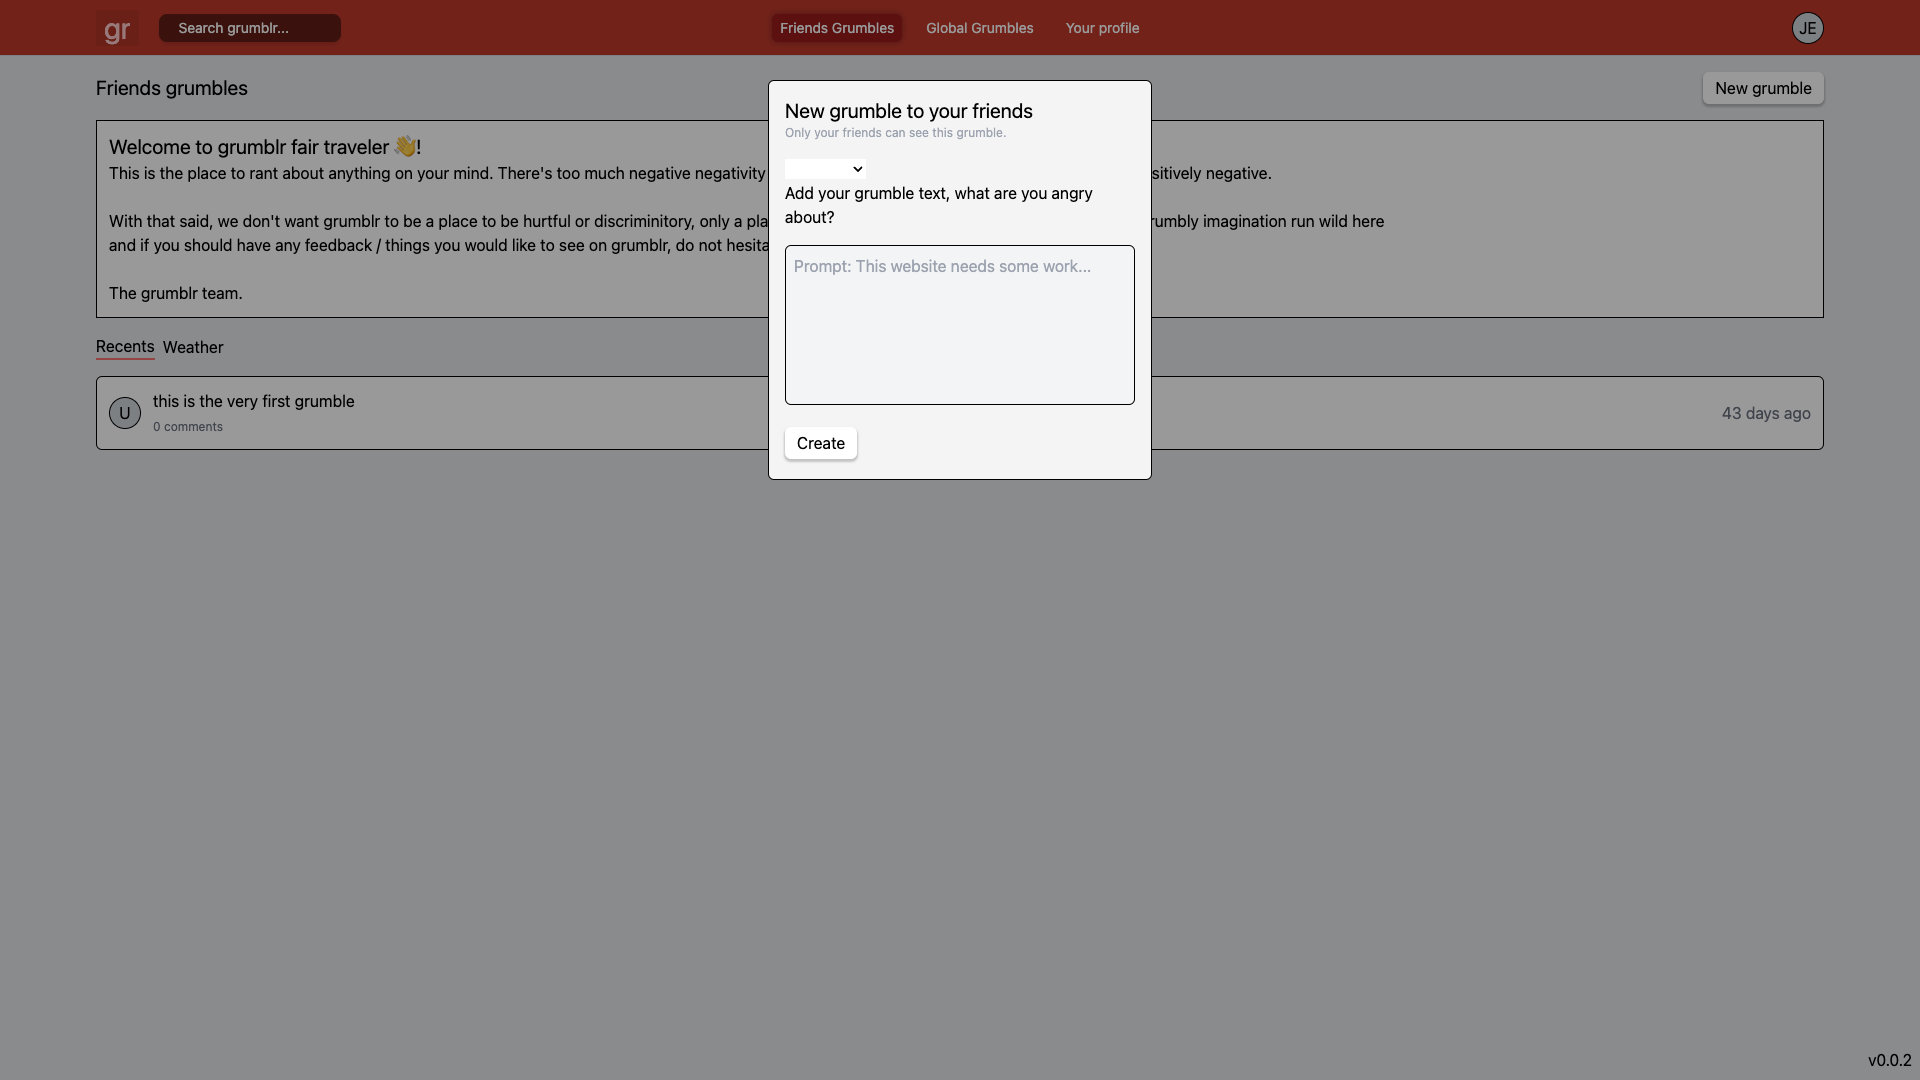 gr
Search grumblr...
Friends Grumbles
Global Grumbles
Your profile
JE
Friends grumbles
New grumble
Welcome to grumblr fair traveler 👋!
This is the place to rant about anything on your mind. There's too much negative negativity
sitively negative.
With that said, we don't want grumblr to be a place to be hurtful or discriminitory, only a pla
rumbly imagination run wild here
and if you should have any feedback / things you would like to see on grumblr, do not hesita
The grumblr team.
New grumble to your friends
Only your friends can see this grumble.
Add your grumble text, what are you angry
about?
Prompt: This website needs some work...
Create
Recents
Weather
U
this is the very first grumble
0 comments
43 days ago
v0.0.2